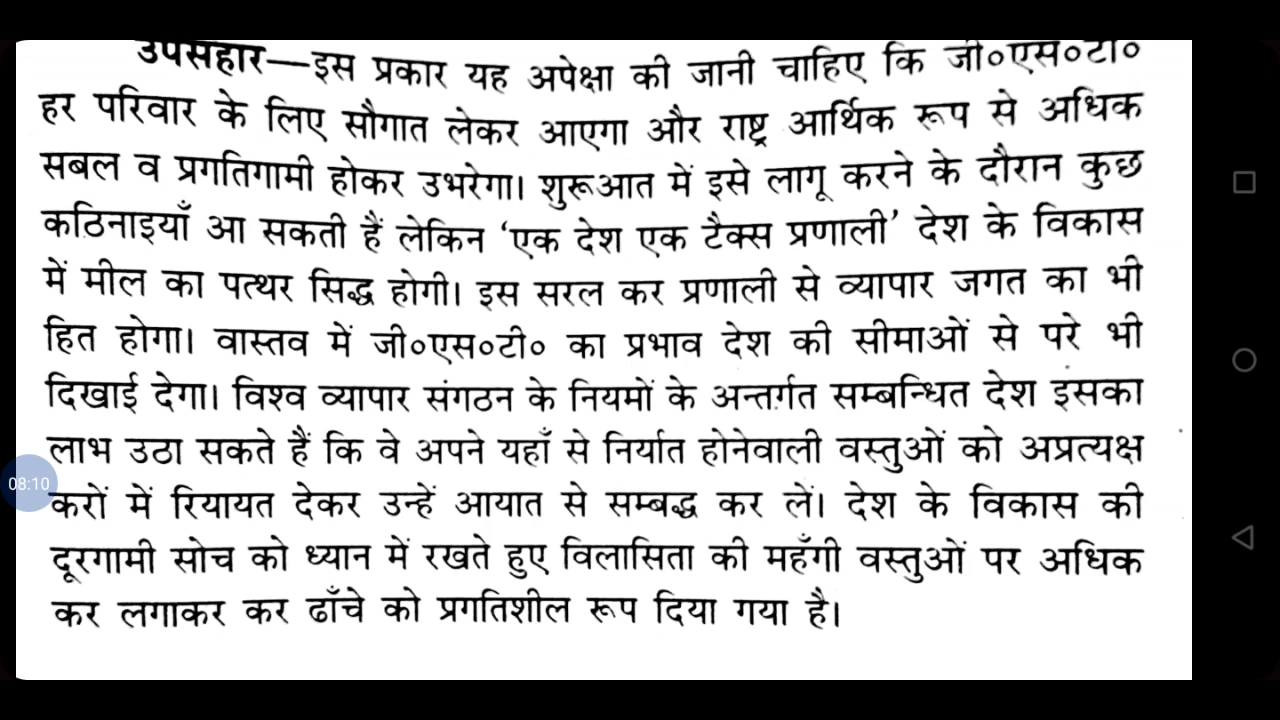 उपसंहार—इस प्रकार यह अपेक्षा की जानी चाहिए कि जी०एस०टी०
हर परिवार के लिए सौगात लेकर आएगा और राष्ट्र आर्थिक रूप से अधिक
सबल व प्रगतिगामी होकर उभरेगा। शुरूआत में इसे लागू करने के दौरान कुछ
कठिनाइयाँ आ सकती हैं लेकिन ‘एक देश एक टैक्स प्रणाली’ देश के विकास
में मील का पत्थर सिद्ध होगी। इस सरल कर प्रणाली से व्यापार जगत का भी
हित होगा। वास्तव में जी०एस०टी० का प्रभाव देश की सीमाओं से परे भी
दिखाई देगा। विश्व व्यापार संगठन के नियमों के अन्तर्गत सम्बन्धित देश इसका
लाभ उठा सकते हैं कि वे अपने यहाँ से निर्यात होनेवाली वस्तुओं को अप्रत्यक्ष
08:10
करों में रियायत देकर उन्हें आयात से सम्बद्ध कर लें। देश के विकास की
दूरगामी सोच को ध्यान में रखते हुए विलासिता की महँगी वस्तुओं पर अधिक
कर लगाकर कर ढाँचे को प्रगतिशील रूप दिया गया है।